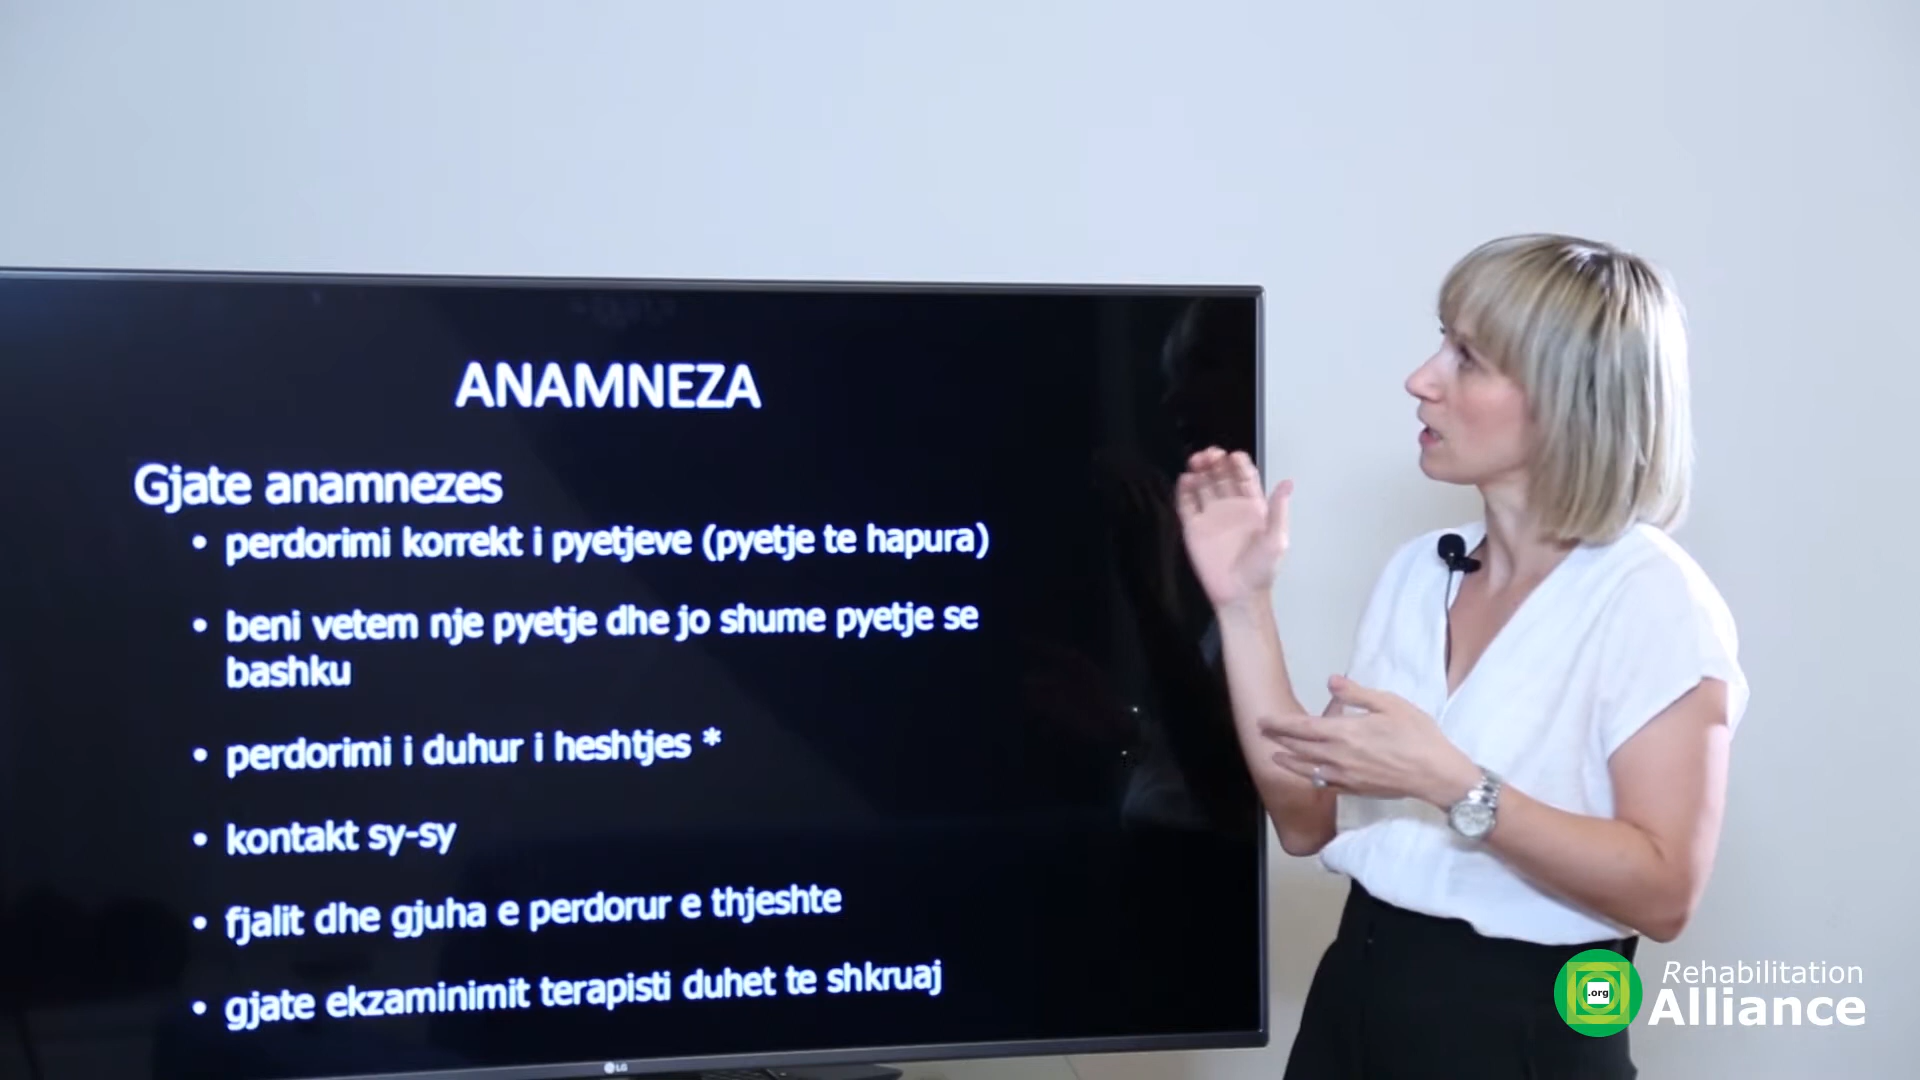 ANAMNEZA
Gjate anamnezes
• perdorimi korrekt i pyetjeve (pyetje te hapura)
• beni vetem nje pyetje dhe jo shume pyetje se
bashku
• perdorimi i duhur i heshtjes *
• kontakt sy-sy
• fjalit dhe gjuha e perdorur e thjeshte
• gjate ekzaminimit terapisti duhet te shkruaj
LG
.org
Rehabilitation
Alliance